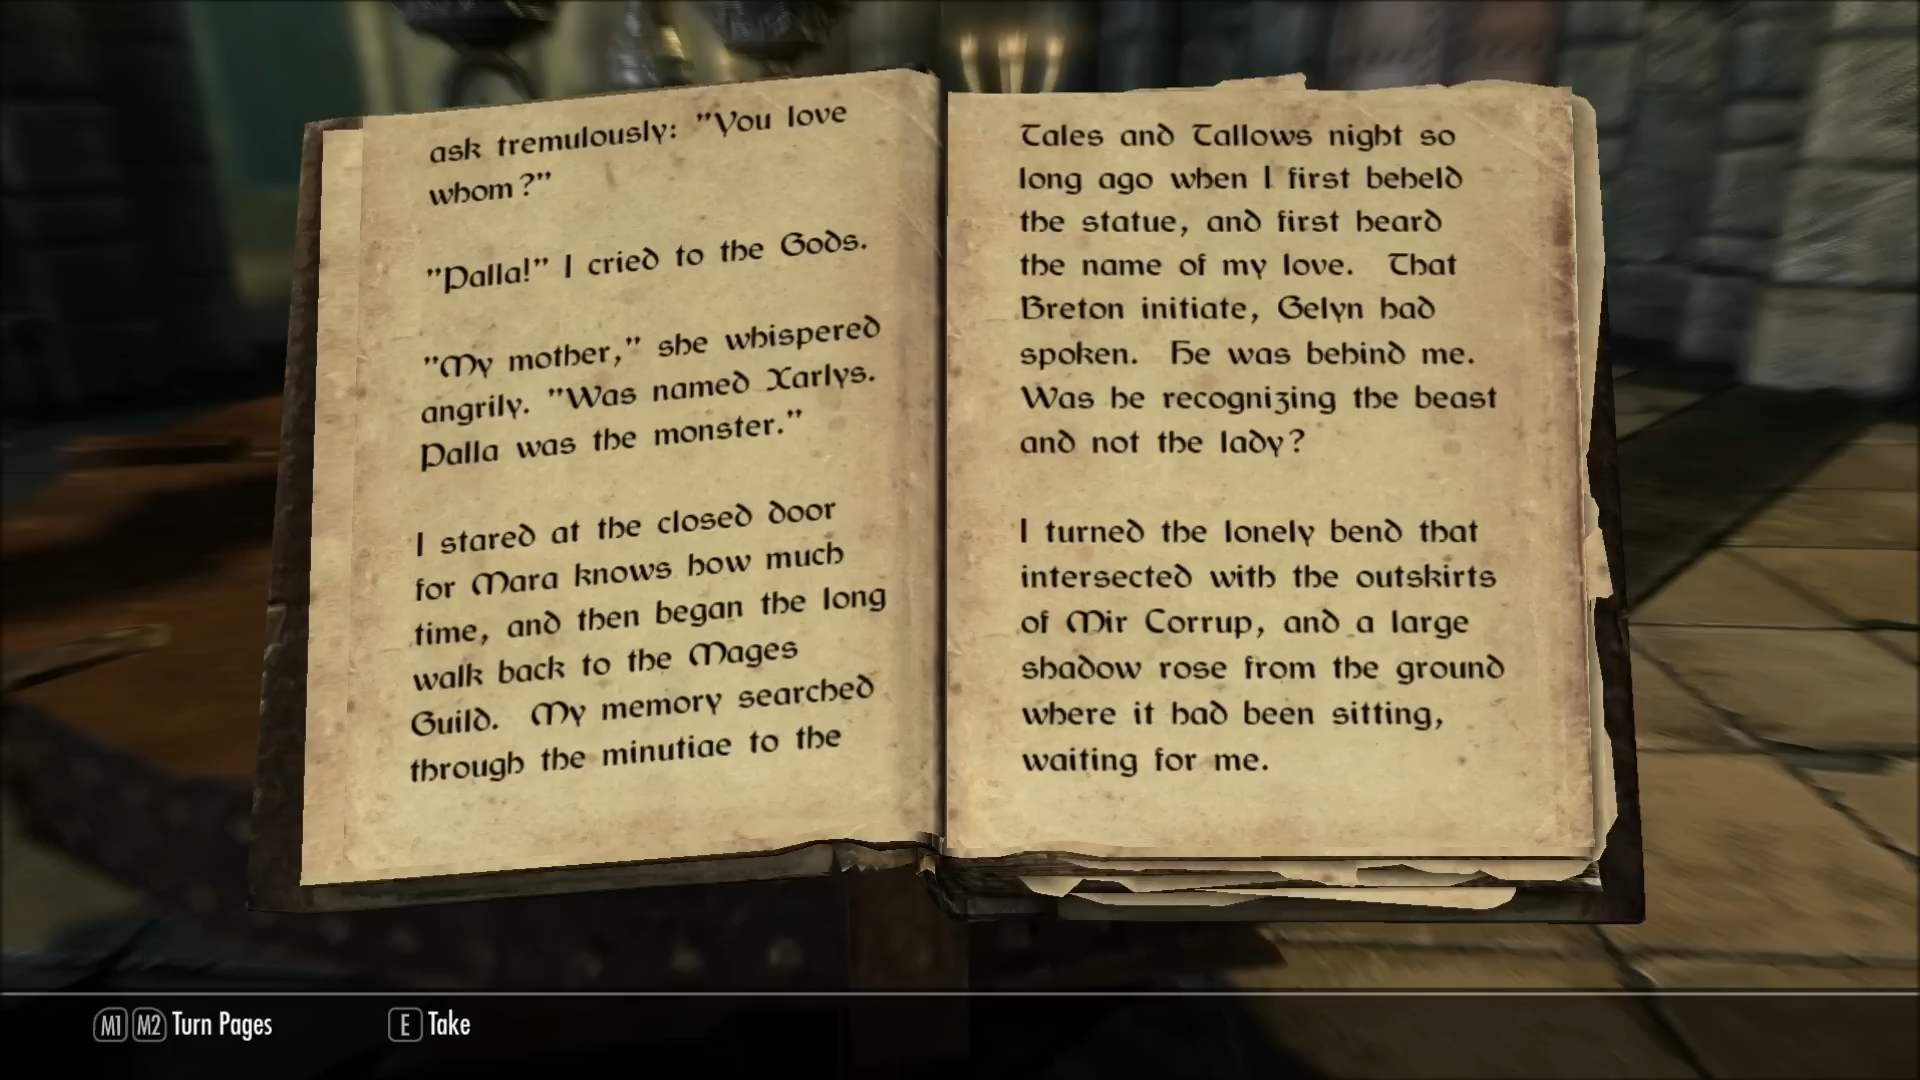 ask tremulously: "You love
whom?"
"Palla!" I cried to the Gods.
"My mother," she whispered
angrily. "Was named Xarlys.
Palla was the monster."
I stared at the closed door
for Mara knows how much
time, and then began the long
walk back to the Mages
Guild. My memory searched
through the minutiae to the
Tales and Tallows night so
long ago when I first beheld
the statue, and first heard
the name of my love. That
Breton initiate, Gelyn had
spoken. He was behind me.
Was he recognizing the beast
and not the lady?
I turned the lonely bend that
intersected with the outskirts
of Mir Corrup, and a large
shadow rose from the ground
where it had been sitting,
waiting for me.
M1 M2 Turn Pages
E Take